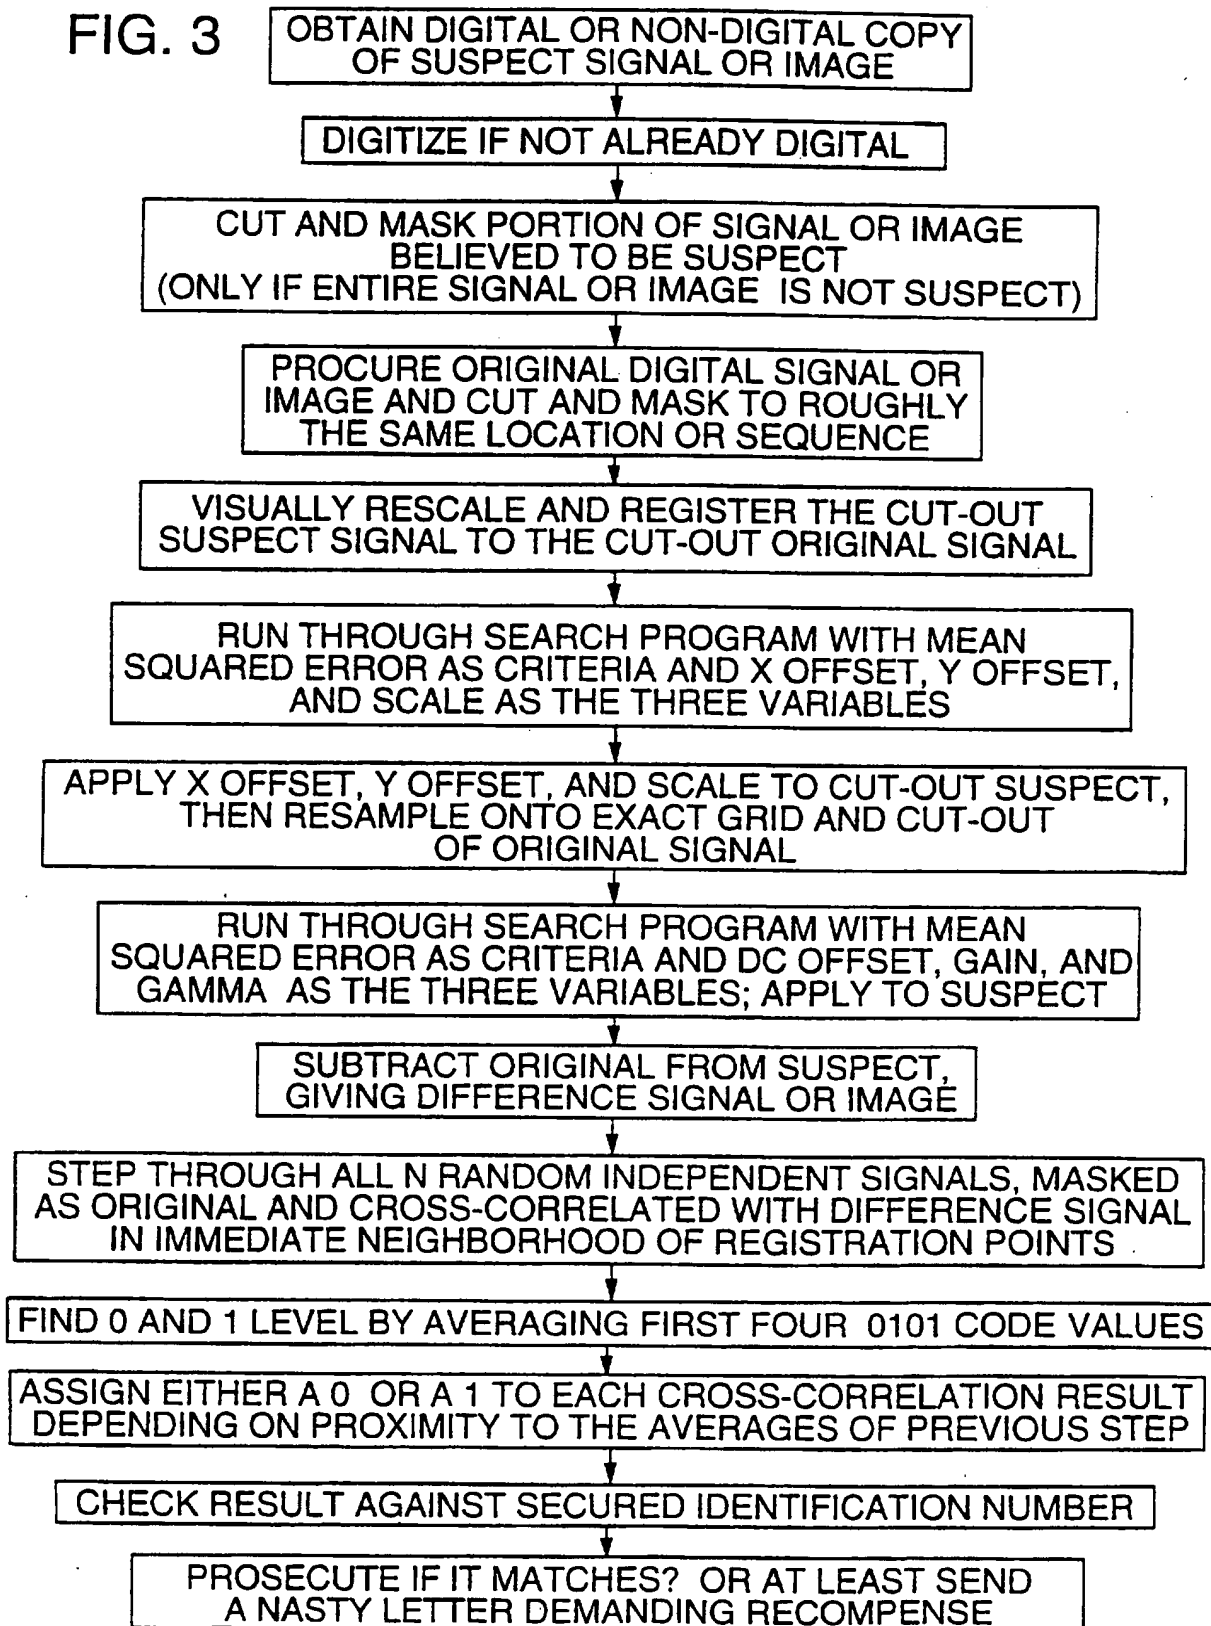 FIG. 3
OBTAIN DIGITAL OR NON-DIGITAL COPY
OF SUSPECT SIGNAL OR IMAGE
DIGITIZE IF NOT ALREADY DIGITAL
CUT AND MASK PORTION OF SIGNAL OR IMAGE
BELIEVED TO BE SUSPECT
(ONLY IF ENTIRE SIGNAL OR IMAGE IS NOT SUSPECT)
PROCURE ORIGINAL DIGITAL SIGNAL OR
IMAGE AND CUT AND MASK TO ROUGHLY
THE SAME LOCATION OR SEQUENCE
VISUALLY RESCALE AND REGISTER THE CUT-OUT
SUSPECT SIGNAL TO THE CUT-OUT ORIGINAL SIGNAL
RUN THROUGH SEARCH PROGRAM WITH MEAN
SQUARED ERROR AS CRITERIA AND X OFFSET, Y OFFSET,
AND SCALE AS THE THREE VARIABLES
APPLY X OFFSET, Y OFFSET, AND SCALE TO CUT-OUT SUSPECT,
THEN RESAMPLE ONTO EXACT GRID AND CUT-OUT
OF ORIGINAL SIGNAL
RUN THROUGH SEARCH PROGRAM WITH MEAN
SQUARED ERROR AS CRITERIA AND DC OFFSET, GAIN, AND
GAMMA AS THE THREE VARIABLES; APPLY TO SUSPECT
SUBTRACT ORIGINAL FROM SUSPECT,
GIVING DIFFERENCE SIGNAL OR IMAGE
STEP THROUGH ALL N RANDOM INDEPENDENT SIGNALS, MASKED
AS ORIGINAL AND CROSS-CORRELATED WITH DIFFERENCE SIGNAL
IN IMMEDIATE NEIGHBORHOOD OF REGISTRATION POINTS
FIND 0 AND 1 LEVEL BY AVERAGING FIRST FOUR 0101 CODE VALUES
ASSIGN EITHER A 0 OR A 1 TO EACH CROSS-CORRELATION RESULT
DEPENDING ON PROXIMITY TO THE AVERAGES OF PREVIOUS STEP
CHECK RESULT AGAINST SECURED IDENTIFICATION NUMBER
PROSECUTE IF IT MATCHES? OR AT LEAST SEND
A NASTY LETTER DEMANDING RECOMPENSE